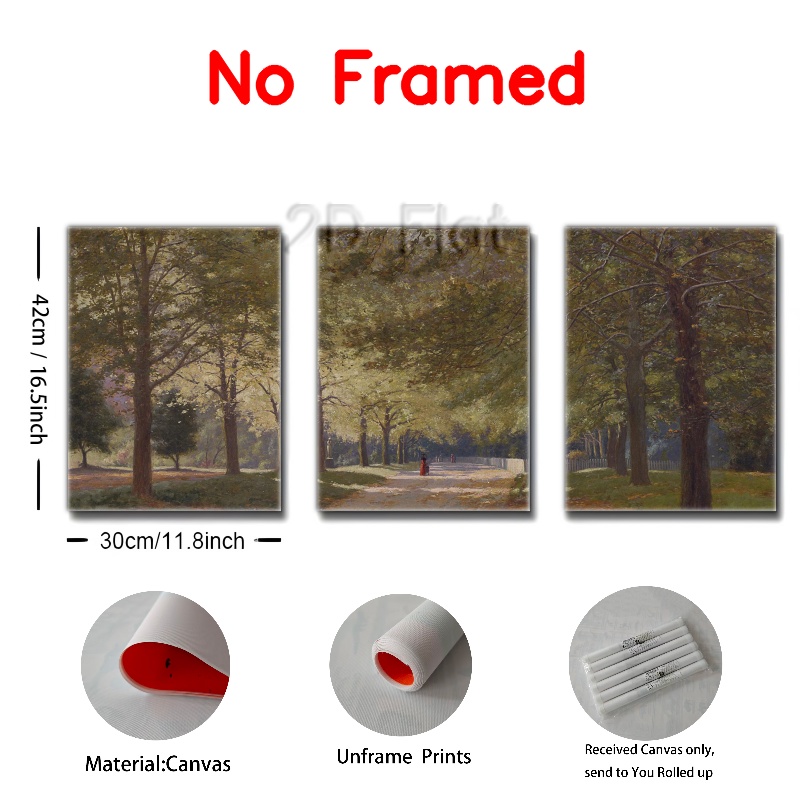 No Framed
2D Flat
42cm / 16.5inch
30cm/11.8inch
Material:Canvas
Unframe Prints
Received Canvas only,
send to You Rolled up